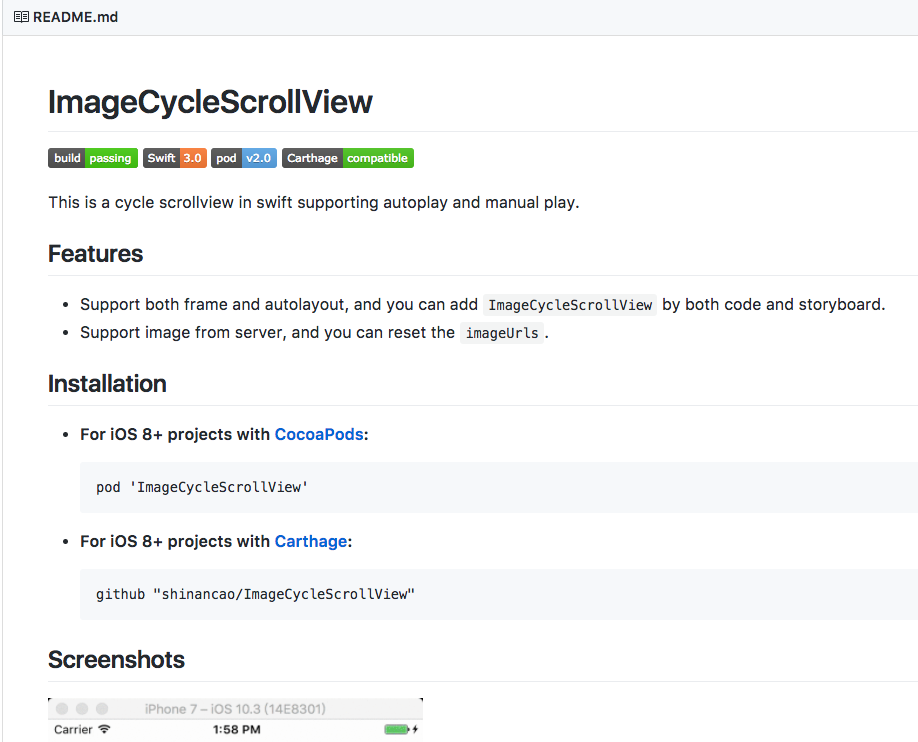 README.md
ImageCycleScrollView
build passing Swift 3.0 pod v2.0 Carthage compatible
This is a cycle scrollview in swift supporting autoplay and manual play.
Features
Support both frame and autolayout, and you can add ImageCycleScrollView by both code and storyboard.
Support image from server, and you can reset the imageUrls.
Installation
For iOS 8+ projects with CocoaPods:
pod 'ImageCycleScrollView'
For iOS 8+ projects with Carthage:
github "shinancao/ImageCycleScrollView"
Screenshots
iPhone 7 – iOS 10.3 (14E8301)
Carrier 1:58 PM